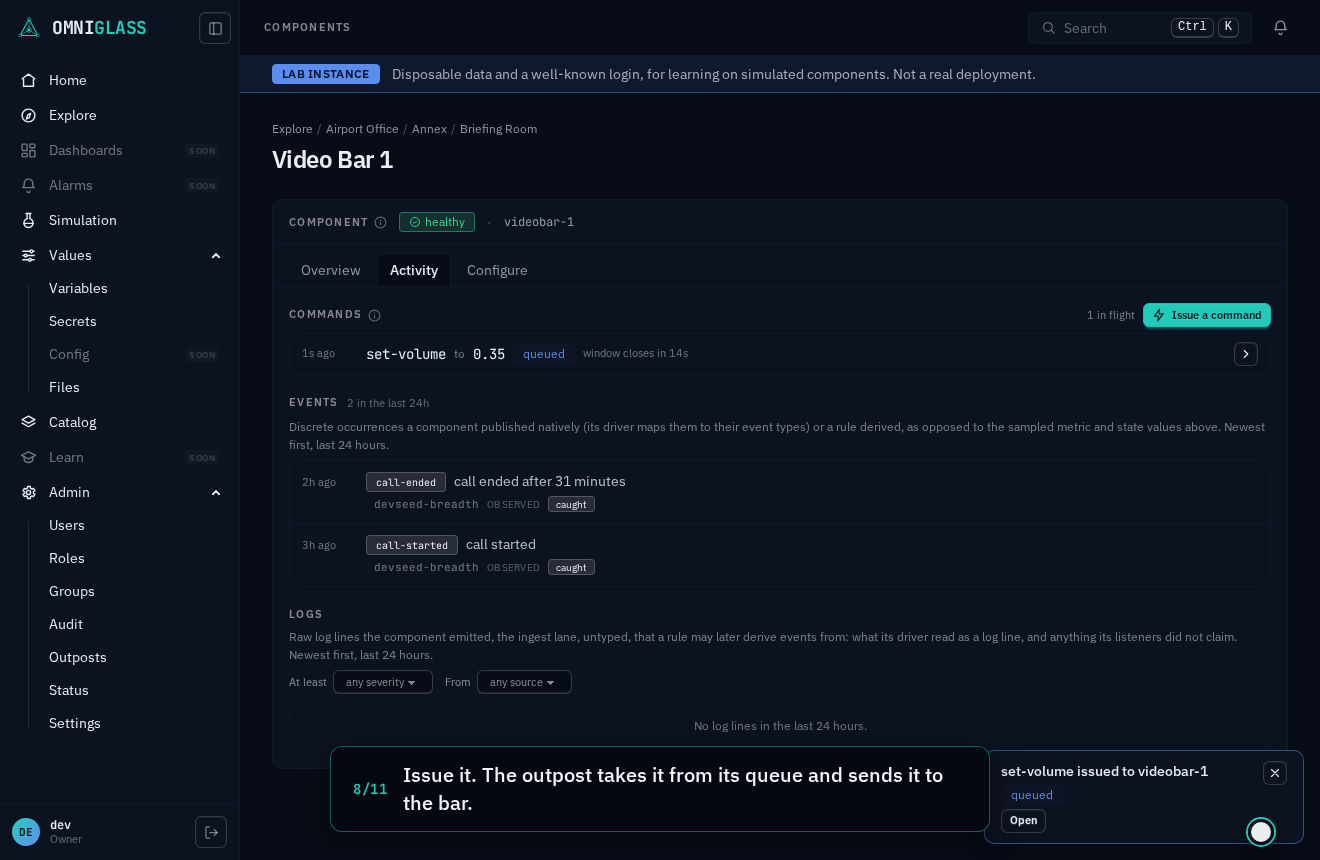 OMNIGLASS
COMPONENTS
Search
Ctrl K
Home
Explore
Dashboards SOON
Alarms SOON
Simulation
Values
Variables
Secrets
Config SOON
Files
Catalog
Learn SOON
Admin
Users
Roles
Groups
Audit
Outposts
Status
Settings
DE
dev
Owner
LAB INSTANCE Disposable data and a well-known login, for learning on simulated components. Not a real deployment.
Explore / Airport Office / Annex / Briefing Room
Video Bar 1
COMPONENT healthy · videobar-1
Overview Activity Configure
COMMANDS 1 in flight Issue a command
1s ago set-volume to 0.35 queued window closes in 14s
EVENTS 2 in the last 24h
Discrete occurrences a component published natively (its driver maps them to their event types) or a rule derived, as opposed to the sampled metric and state values above. Newest
first, last 24 hours.
2h ago call-ended call ended after 31 minutes
devseed-breadth OBSERVED caught
3h ago call-started call started
devseed-breadth OBSERVED caught
LOGS
Raw log lines the component emitted, the ingest lane, untyped, that a rule may later derive events from: what its driver read as a log line, and anything its listeners did not claim.
Newest first, last 24 hours.
At least any severity From any source
No log lines in the last 24 hours.
8/11 Issue it. The outpost takes it from its queue and sends it to
the bar.
set-volume issued to videobar-1
queued
Open